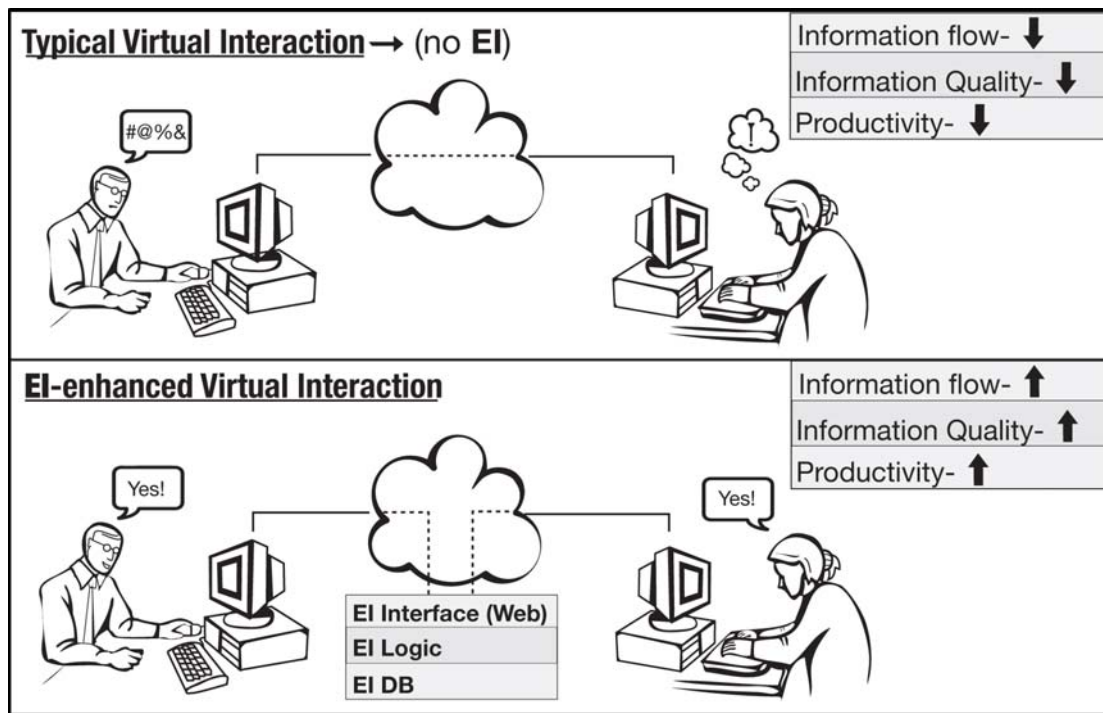 Typical Virtual Interaction → (no EI)
Information flow- ↓
Information Quality- ↓
Productivity- ↓
#@%&
!
EI-enhanced Virtual Interaction
Information flow- ↑
Information Quality- ↑
Productivity- ↑
Yes!
Yes!
EI Interface (Web)
EI Logic
EI DB